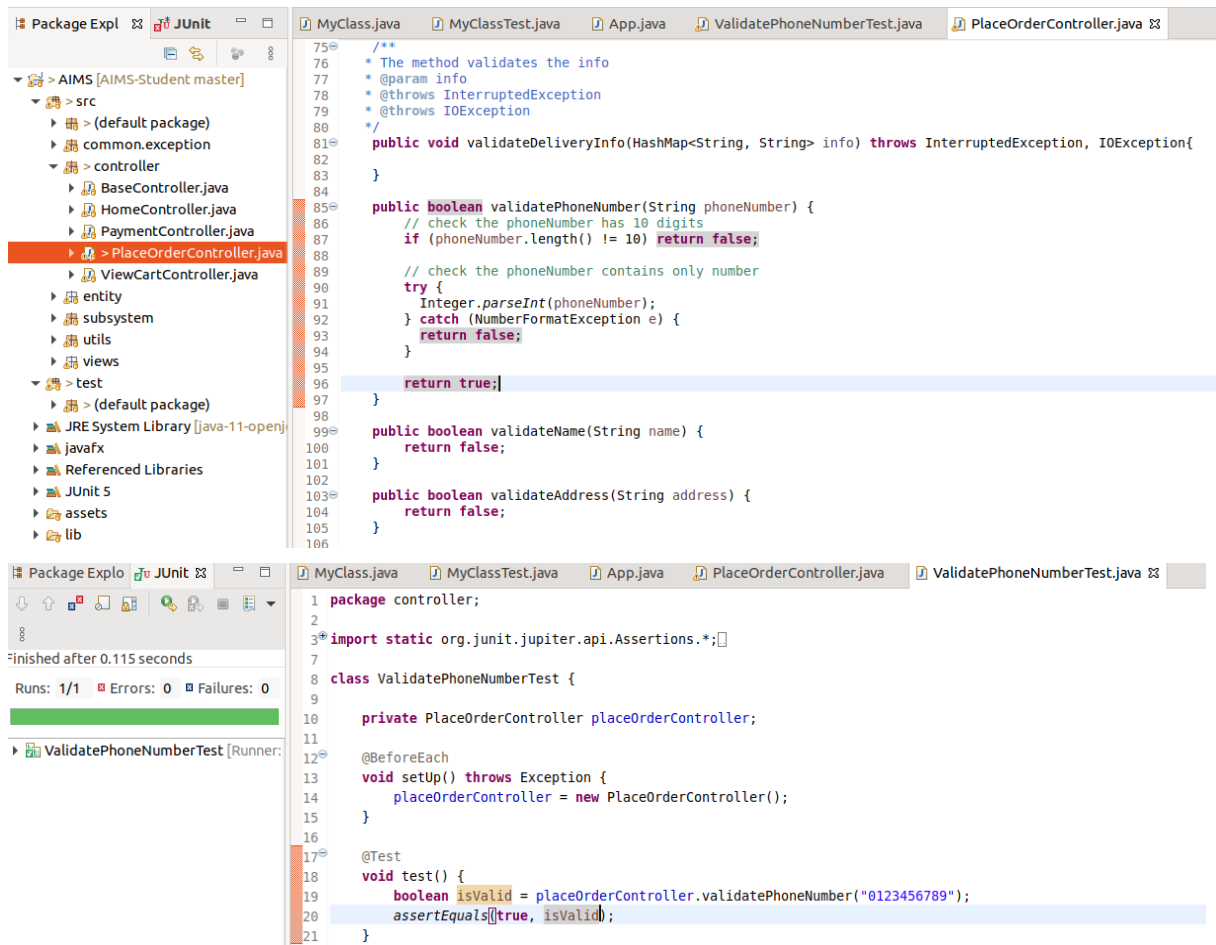 Package Expl JUnit
MyClass.java MyClassTest.java App.java ValidatePhoneNumberTest.java PlaceOrderController.java
> AIMS [AIMS-Student master]
> src
> (default package)
common.exception
> controller
BaseController.java
HomeController.java
PaymentController.java
> PlaceOrderController.java
ViewCartController.java
entity
subsystem
utils
views
> test
> (default package)
JRE System Library [java-11-openj
javafx
Referenced Libraries
JUnit 5
assets
lib
75 /**
76 * The method validates the info
77 * @param info
78 * @throws InterruptedException
79 * @throws IOException
80 */
81 public void validateDeliveryInfo(HashMap<String, String> info) throws InterruptedException, IOException{
82
83 }
84
85 public boolean validatePhoneNumber(String phoneNumber) {
86 // check the phoneNumber has 10 digits
87 if (phoneNumber.length() != 10) return false;
88
89 // check the phoneNumber contains only number
90 try {
91 Integer.parseInt(phoneNumber);
92 } catch (NumberFormatException e) {
93 return false;
94 }
95
96 return true;
97 }
98
99 public boolean validateName(String name) {
100 return false;
101 }
102
103 public boolean validateAddress(String address) {
104 return false;
105 }
106
Package Explo JUnit
MyClass.java MyClassTest.java App.java PlaceOrderController.java ValidatePhoneNumberTest.java
Finished after 0.115 seconds
Runs: 1/1 Errors: 0 Failures: 0
ValidatePhoneNumberTest [Runner:
1 package controller;
2
3 import static org.junit.jupiter.api.Assertions.*;
7
8 class ValidatePhoneNumberTest {
9
10 private PlaceOrderController placeOrderController;
11
12 @BeforeEach
13 void setUp() throws Exception {
14 placeOrderController = new PlaceOrderController();
15 }
16
17 @Test
18 void test() {
19 boolean isValid = placeOrderController.validatePhoneNumber("0123456789");
20 assertEquals(true, isValid);
21 }